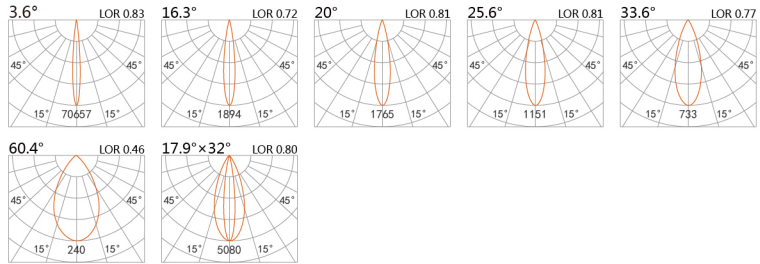 3.6° LOR 0.83
45° 45°
15° 70657 15°
16.3° LOR 0.72
45° 45°
15° 1894 15°
20° LOR 0.81
45° 45°
15° 1765 15°
25.6° LOR 0.81
45° 45°
15° 1151 15°
33.6° LOR 0.77
45° 45°
15° 733 15°
60.4° LOR 0.46
45° 45°
15° 240 15°
17.9°×32° LOR 0.80
45° 45°
15° 5080 15°